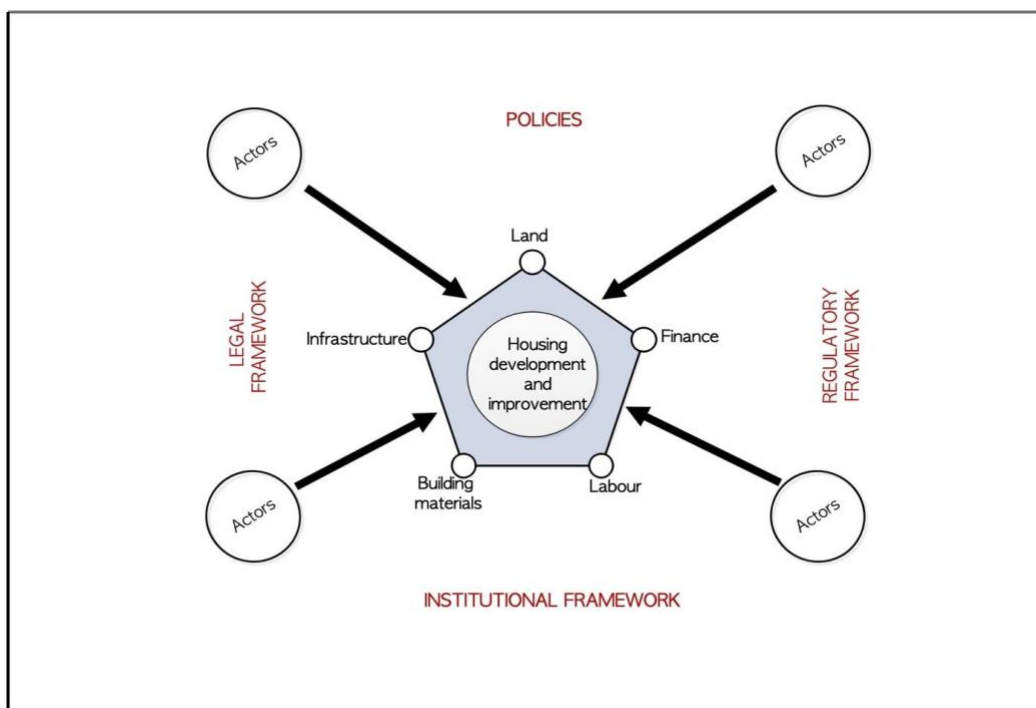 POLICIES
Actors
Actors
Land
LEGAL
FRAMEWORK
Infrastructure
Housing
development
and
improvement
Finance
REGULATORY
FRAMEWORK
Building
materials
Labour
Actors
Actors
INSTITUTIONAL FRAMEWORK